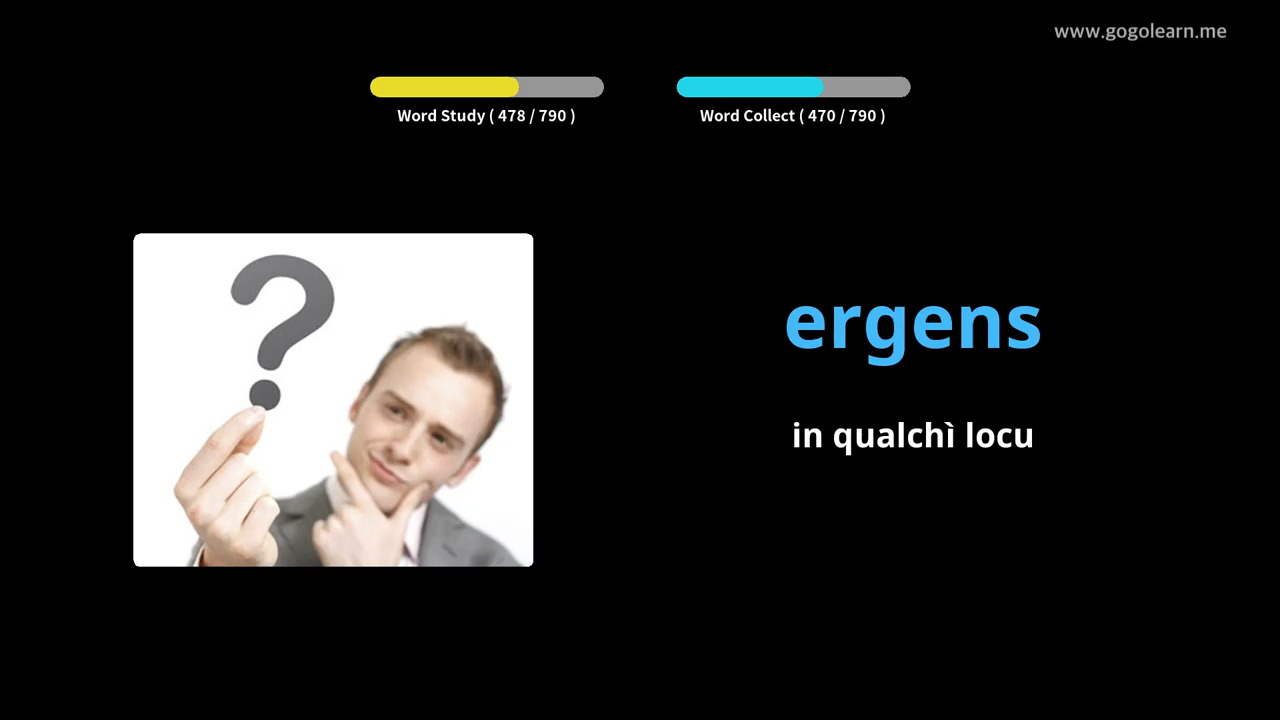 www.gogolearn.me
Word Study ( 478 / 790 )
Word Collect ( 470 / 790 )
?
ergens
in qualchì locu